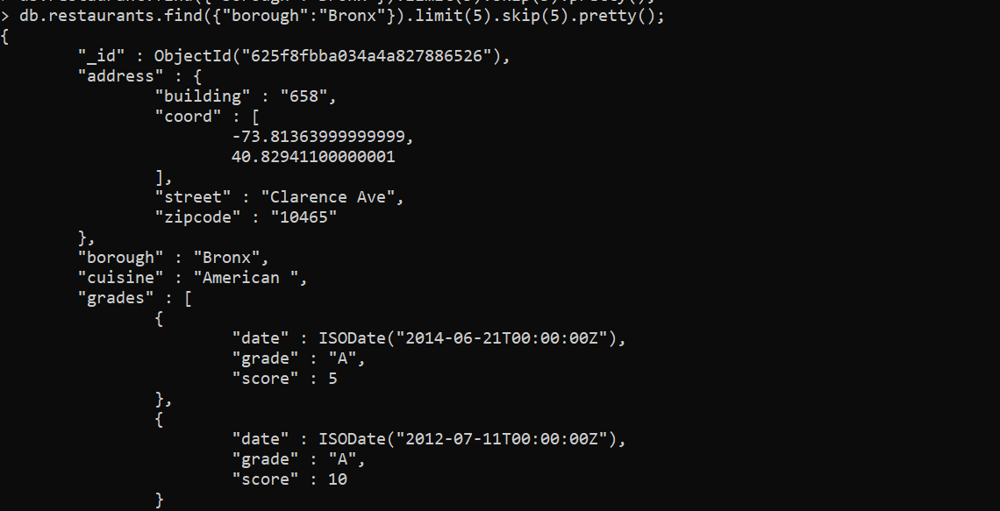 > db.restaurants.find({"borough":"Bronx"}).limit(5).skip(5).pretty();
{
        "_id" : ObjectId("625f8fbba034a4a827886526"),
        "address" : {
                "building" : "658",
                "coord" : [
                        -73.81363999999999,
                        40.82941100000001
                ],
                "street" : "Clarence Ave",
                "zipcode" : "10465"
        },
        "borough" : "Bronx",
        "cuisine" : "American ",
        "grades" : [
                {
                        "date" : ISODate("2014-06-21T00:00:00Z"),
                        "grade" : "A",
                        "score" : 5
                },
                {
                        "date" : ISODate("2012-07-11T00:00:00Z"),
                        "grade" : "A",
                        "score" : 10
                }